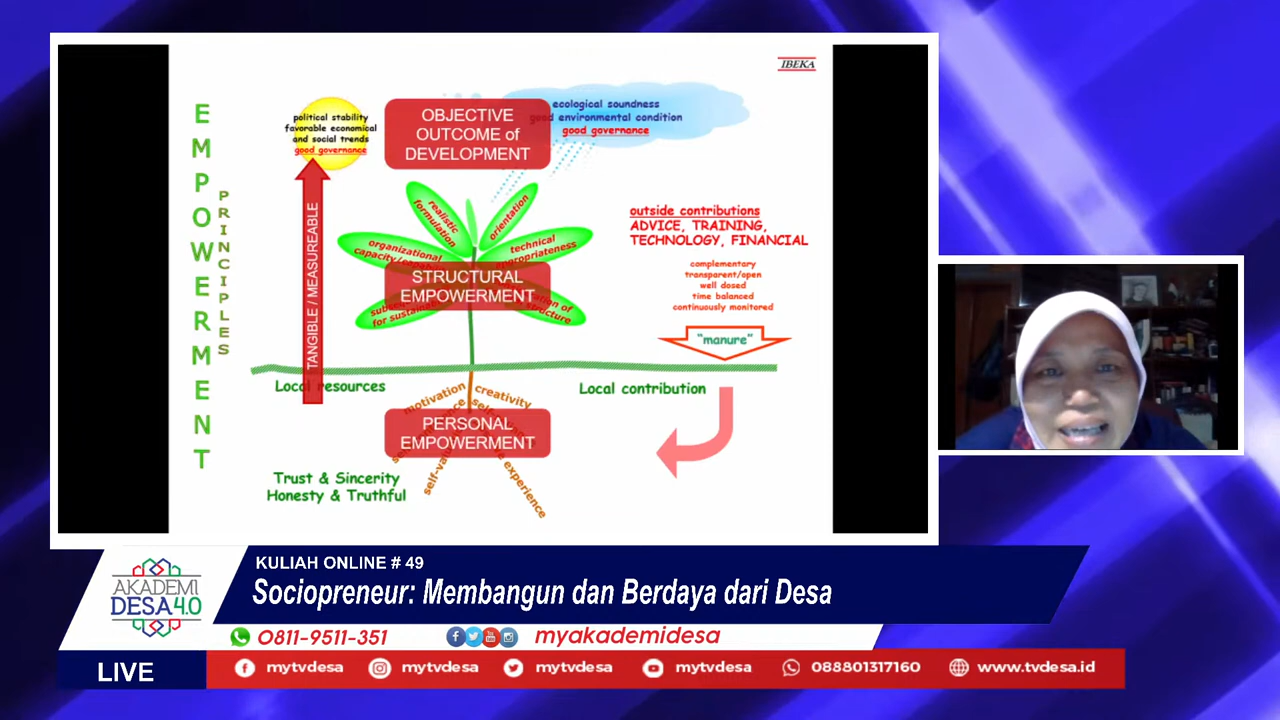 IBEKA
EMPOWERMENT
PRINCIPLES
political stability
favorable economical
and social trends
good governance
OBJECTIVE
OUTCOME of
DEVELOPMENT
ecological soundness
good environmental condition
good governance
TANGIBLE / MEASUREABLE
realistic
formulation
orientation
organizational
capacity/
technical
appropriateness
STRUCTURAL
EMPOWERMENT
for
of
structure
outside contributions
ADVICE, TRAINING,
TECHNOLOGY, FINANCIAL
complementary
transparent/open
well dosed
time balanced
continuously monitored
"manure"
Local resources
Local contribution
motivation
creativity
PERSONAL
EMPOWERMENT
experience
Trust & Sincerity
Honesty & Truthful
AKADEMI
DESA 4.0
KULIAH ONLINE # 49
Sociopreneur: Membangun dan Berdaya dari Desa
0811-9511-351
myakademidesa
LIVE
mytvdesa
mytvdesa
mytvdesa
mytvdesa
088801317160
www.tvdesa.id